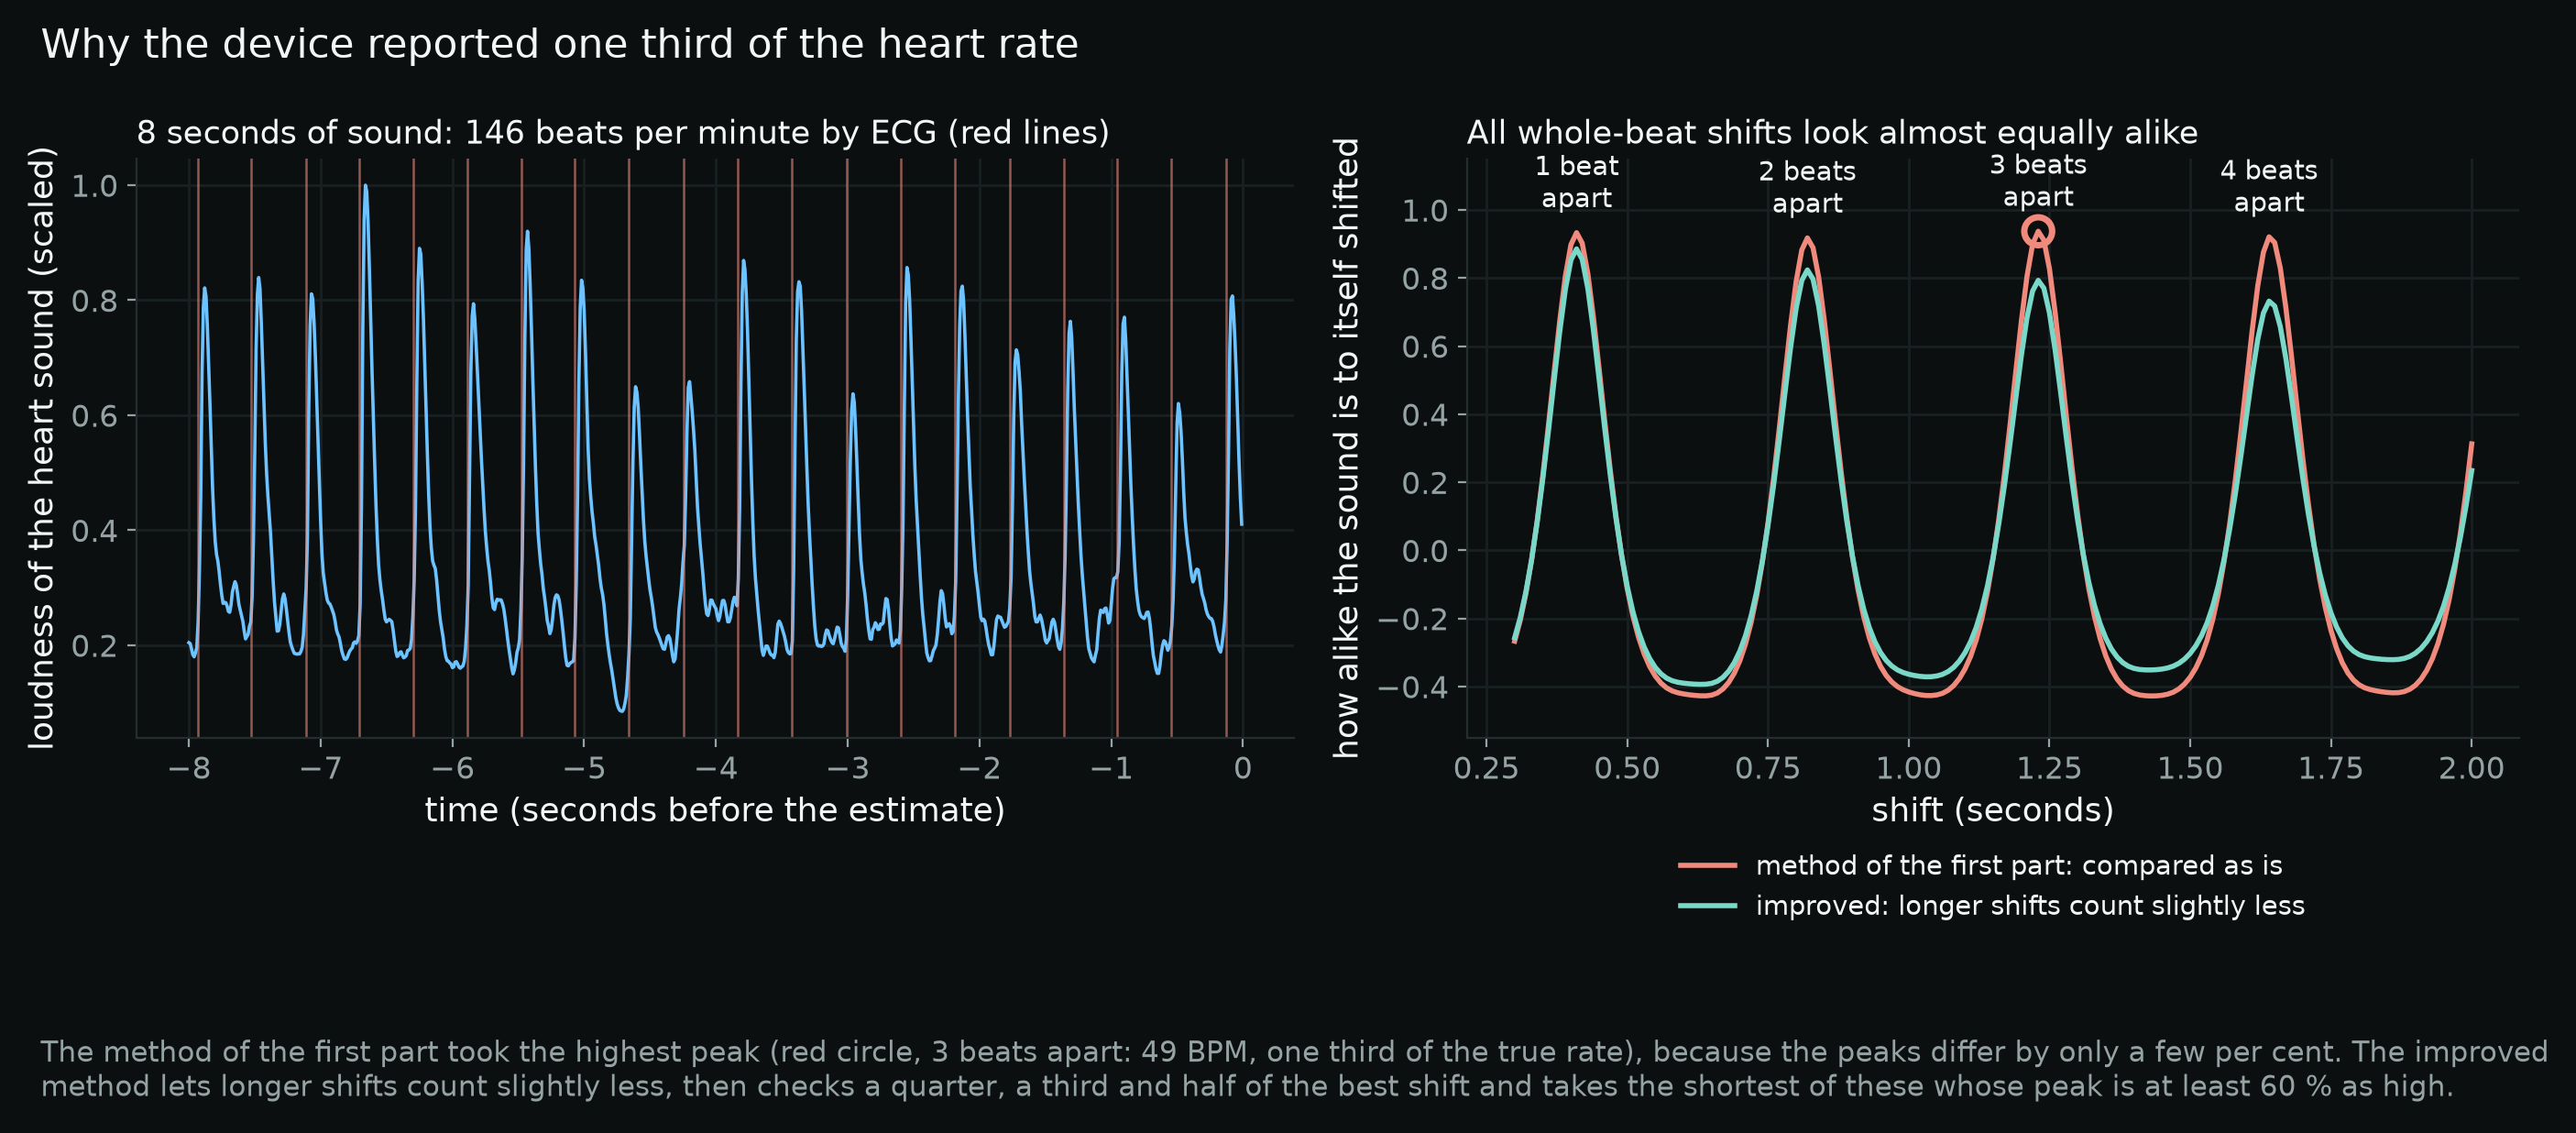 Why the device reported one third of the heart rate
8 seconds of sound: 146 beats per minute by ECG (red lines)
loudness of the heart sound (scaled)
1.0
0.8
0.6
0.4
0.2
−8
−7
−6
−5
−4
−3
−2
−1
0
time (seconds before the estimate)
All whole-beat shifts look almost equally alike
how alike the sound is to itself shifted
1 beat
apart
2 beats
apart
3 beats
apart
4 beats
apart
1.0
0.8
0.6
0.4
0.2
0.0
−0.2
−0.4
0.25
0.50
0.75
1.00
1.25
1.50
1.75
2.00
shift (seconds)
method of the first part: compared as is
improved: longer shifts count slightly less
The method of the first part took the highest peak (red circle, 3 beats apart: 49 BPM, one third of the true rate), because the peaks differ by only a few per cent. The improved
method lets longer shifts count slightly less, then checks a quarter, a third and half of the best shift and takes the shortest of these whose peak is at least 60 % as high.